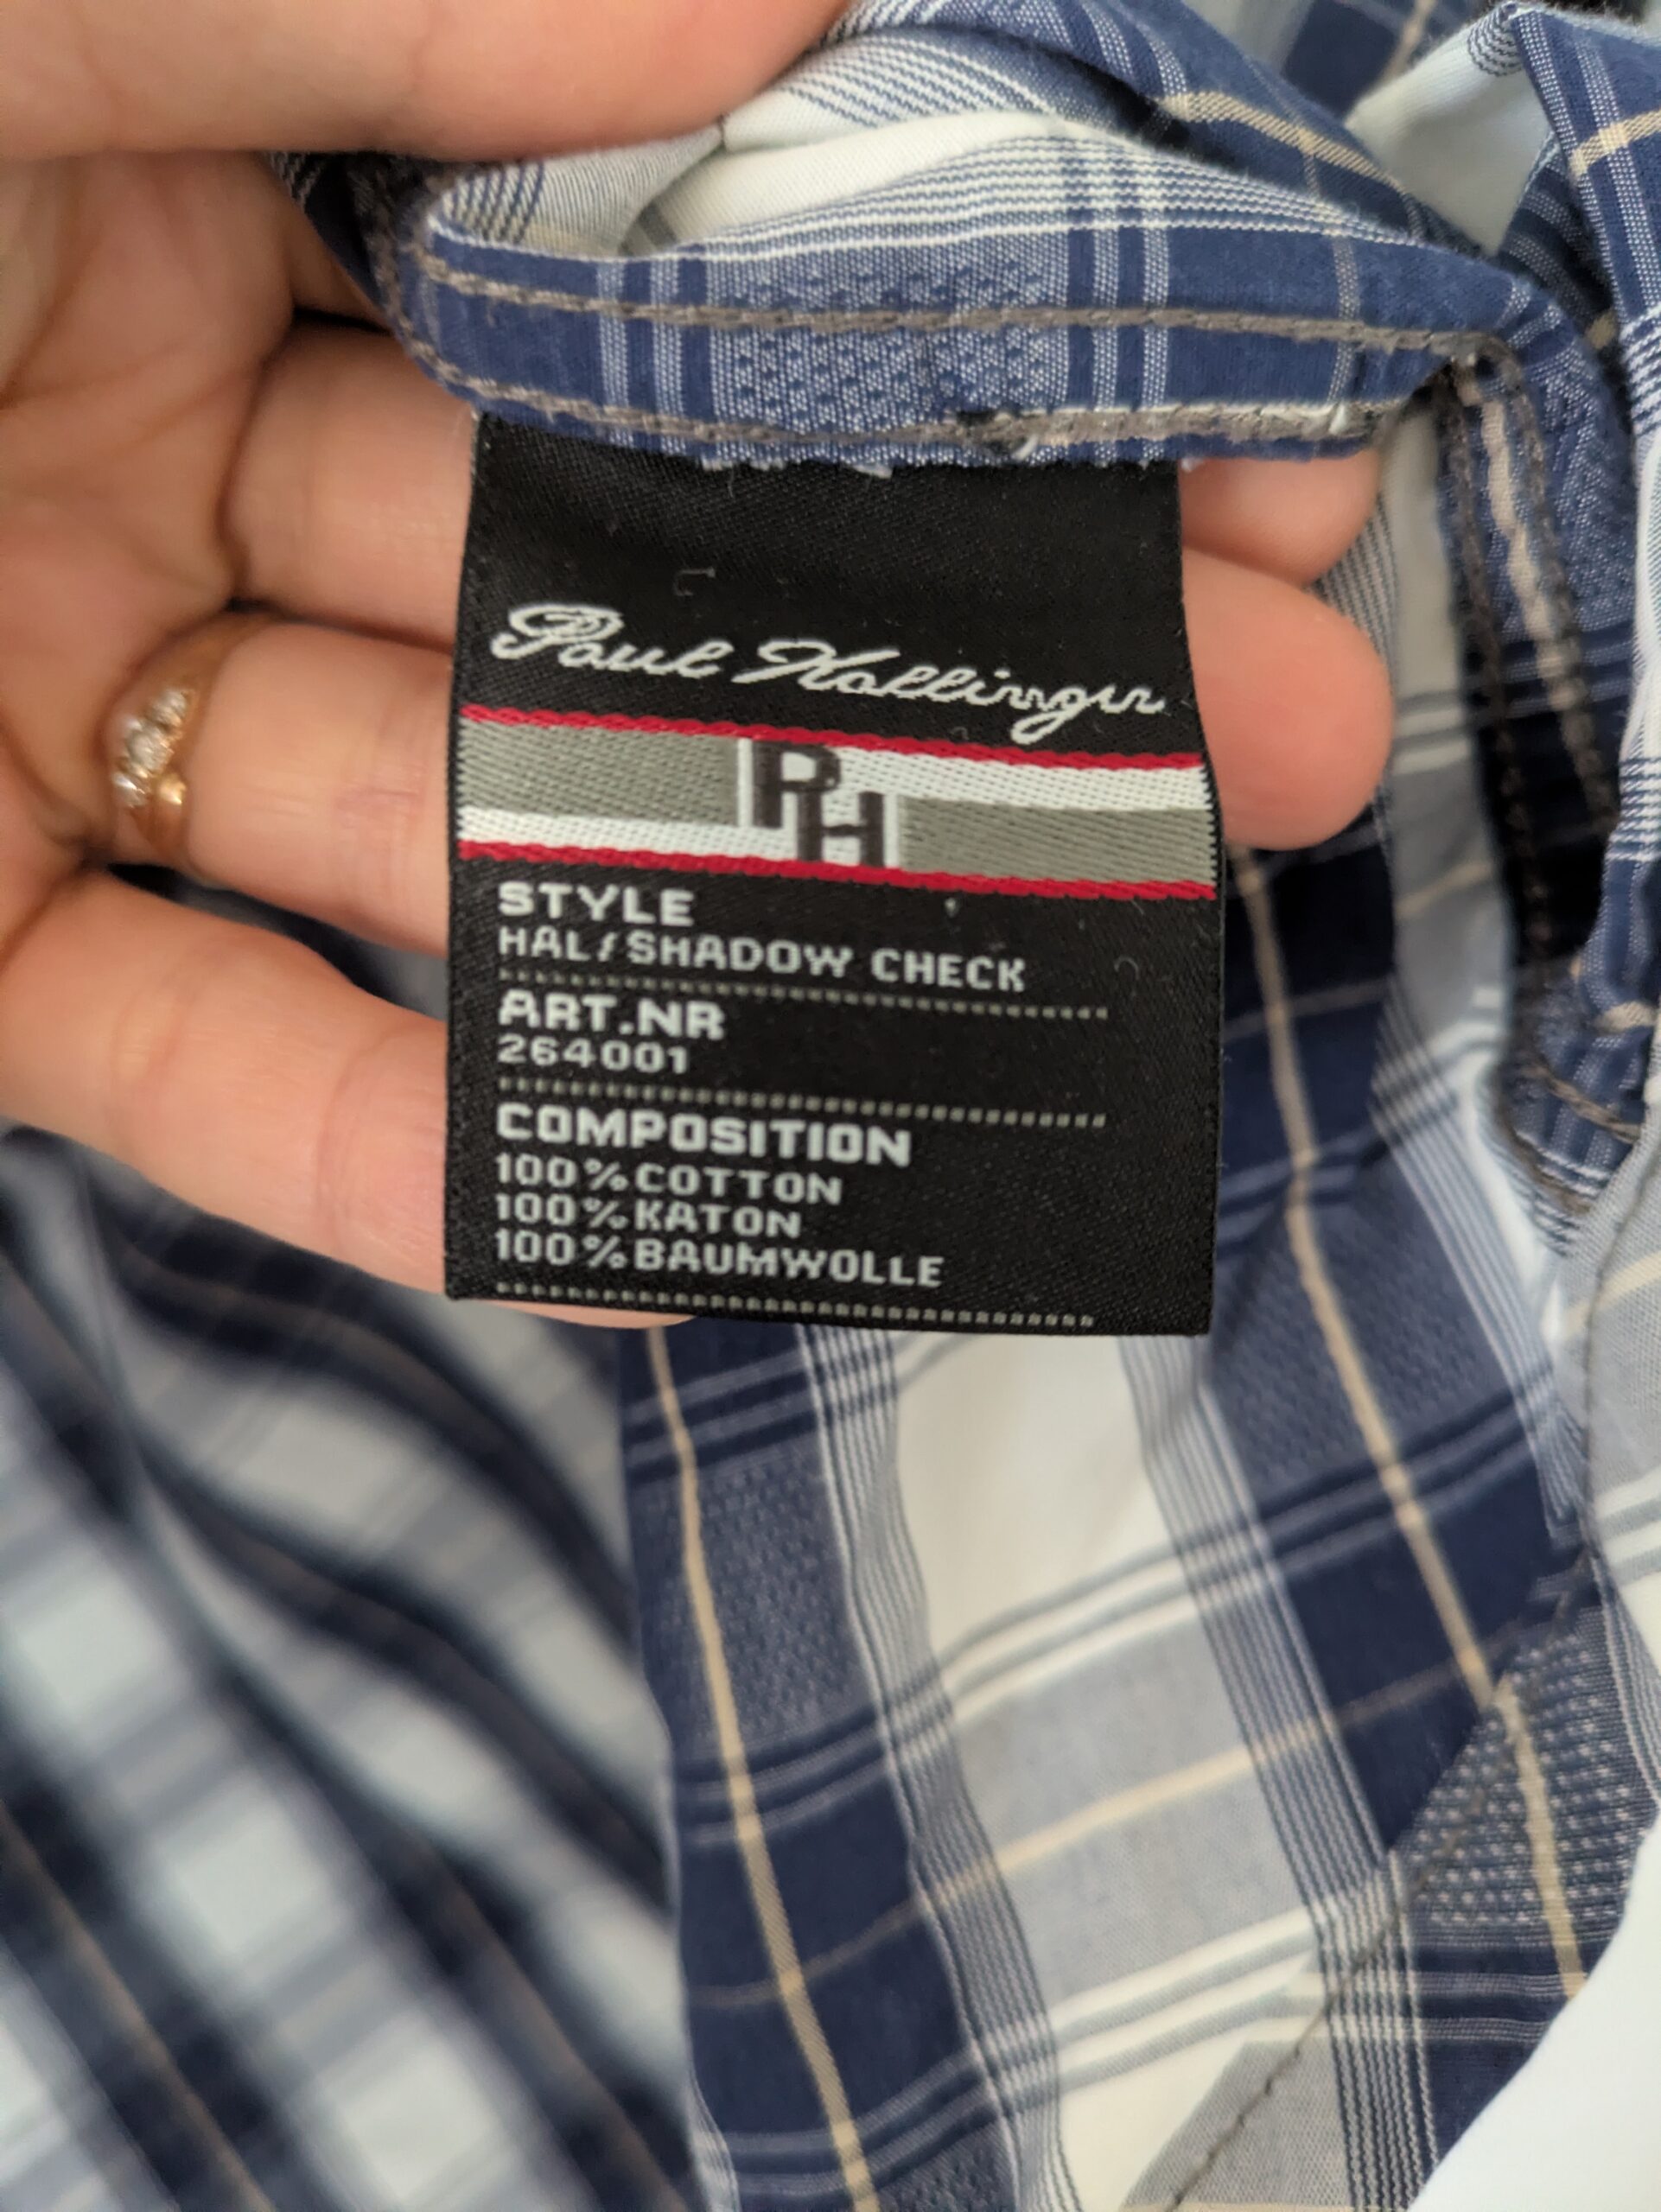 Paul Hollinger
PH
STYLE
HAL/SHADOW CHECK
ART.NR
264001
COMPOSITION
100%COTTON
100%KATON
100%BAUMWOLLE